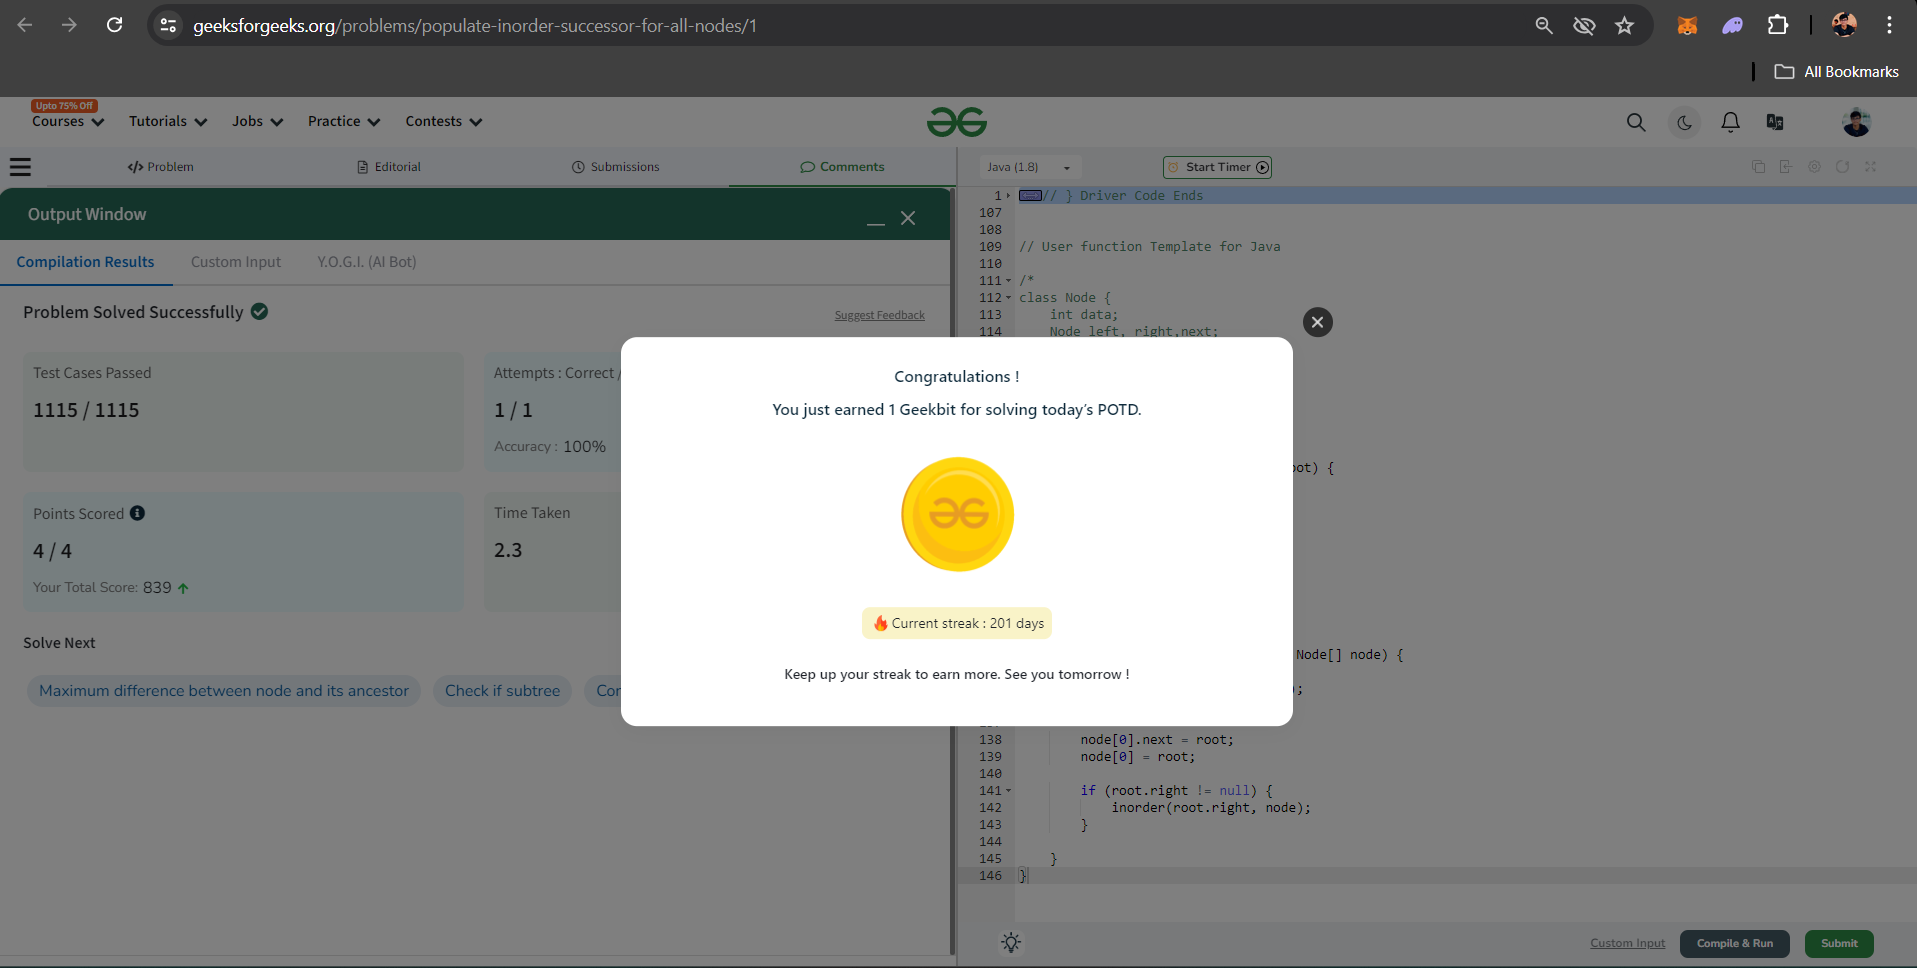 geeksforgeeks.org/problems/populate-inorder-successor-for-all-nodes/1
All Bookmarks
Upto 75% Off
Courses Tutorials Jobs Practice Contests
Problem Editorial Submissions Comments
Java (1.8) Start Timer
Output Window
Compilation Results Custom Input Y.O.G.I. (AI Bot)
Problem Solved Successfully
Suggest Feedback
Test Cases Passed
1115 / 1115
Attempts : Correct /
1 / 1
Accuracy : 100%
Points Scored
4 / 4
Your Total Score: 839
Time Taken
2.3
Solve Next
Maximum difference between node and its ancestor Check if subtree Cor
Congratulations !
You just earned 1 Geekbit for solving today's POTD.
Current streak : 201 days
Keep up your streak to earn more. See you tomorrow !
1 // } Driver Code Ends
107
108
109 // User function Template for Java
110
111 /*
112 class Node {
113 int data;
114 Node left, right,next;
oot) {
Node[] node) {
;
138 node[0].next = root;
139 node[0] = root;
140
141 if (root.right != null) {
142 inorder(root.right, node);
143 }
144
145 }
146 }
Custom Input Compile & Run Submit